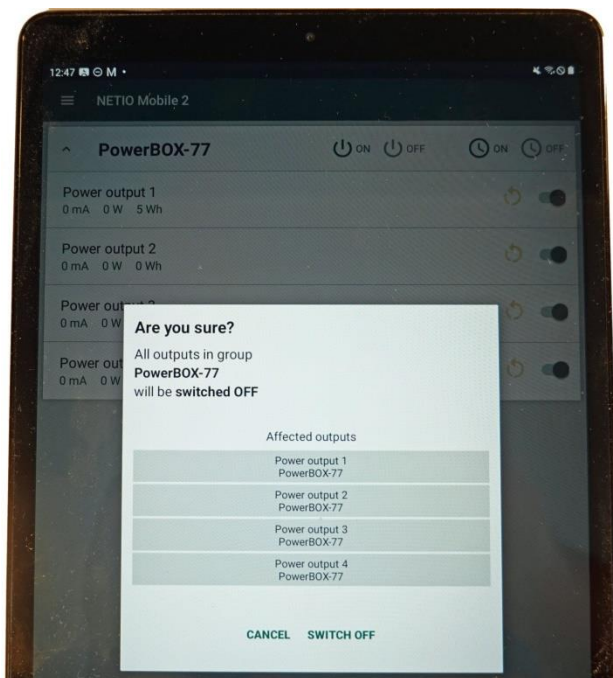 12:47
NETIO Mobile 2
PowerBOX-77 ON OFF ON OFF
Power output 1
0 mA 0 W 5 Wh
Power output 2
0 mA 0 W 0 Wh
Power
0 mA 0 W
Power
0 mA 0 W
Are you sure?
All outputs in group
PowerBOX-77
will be switched OFF
Affected outputs
Power output 1
PowerBOX-77
Power output 2
PowerBOX-77
Power output 3
PowerBOX-77
Power output 4
PowerBOX-77
CANCEL SWITCH OFF